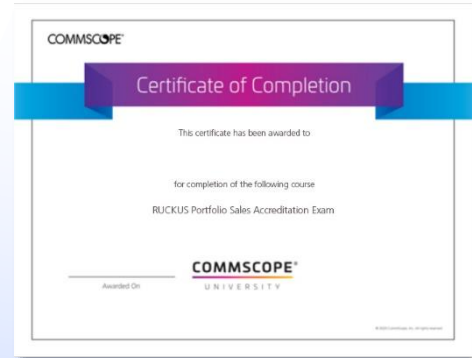 COMMSCOPE®
Certificate of Completion
This certificate has been awarded to
for completion of the following course
RUCKUS Portfolio Sales Accreditation Exam
COMMSCOPE®
Awarded On
UNIVERSITY